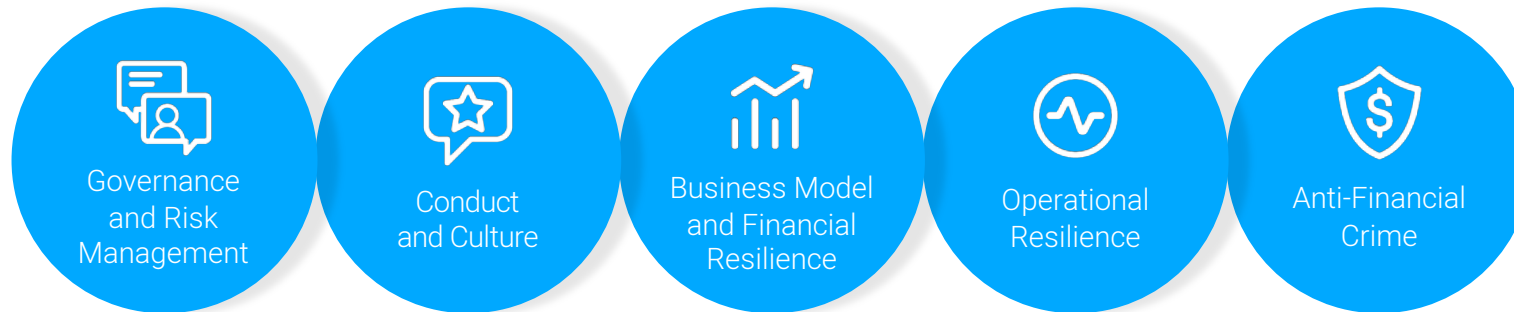 Governance
and Risk
Management
Conduct
and Culture
Business Model
and Financial
Resilience
Operational
Resilience
$
Anti-Financial
Crime